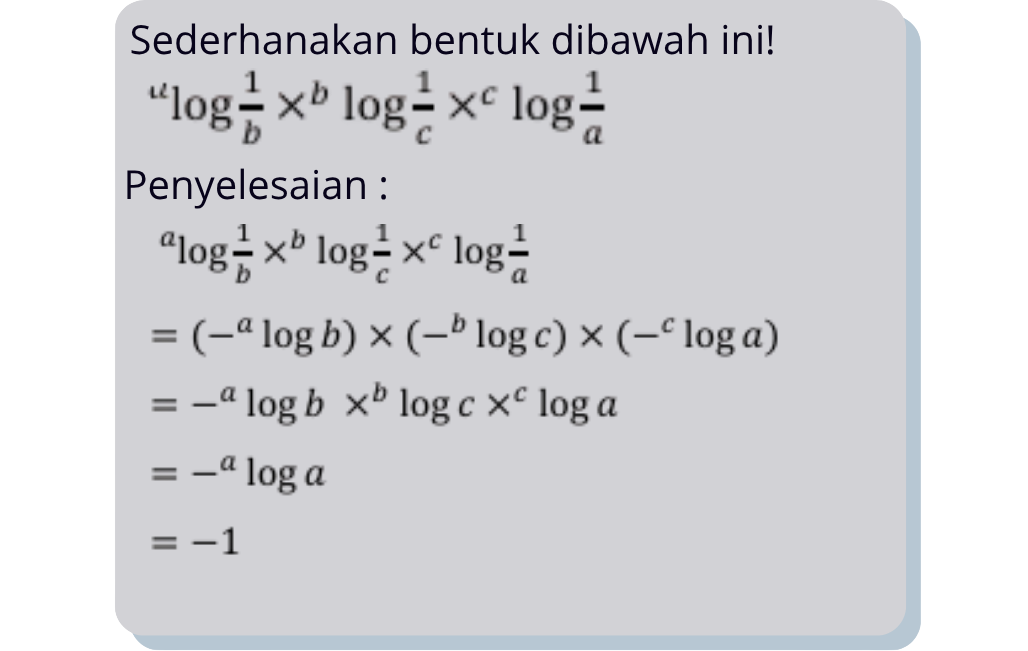 Sederhanakan bentuk dibawah ini!
ᵃlog 1/b ×ᵇ log 1/c ×ᶜ log 1/a
Penyelesaian :
ᵃlog 1/b ×ᵇ log 1/c ×ᶜ log 1/a
= (−ᵃ log b) × (−ᵇ log c) × (−ᶜ log a)
= −ᵃ log b ×ᵇ log c ×ᶜ log a
= −ᵃ log a
= −1